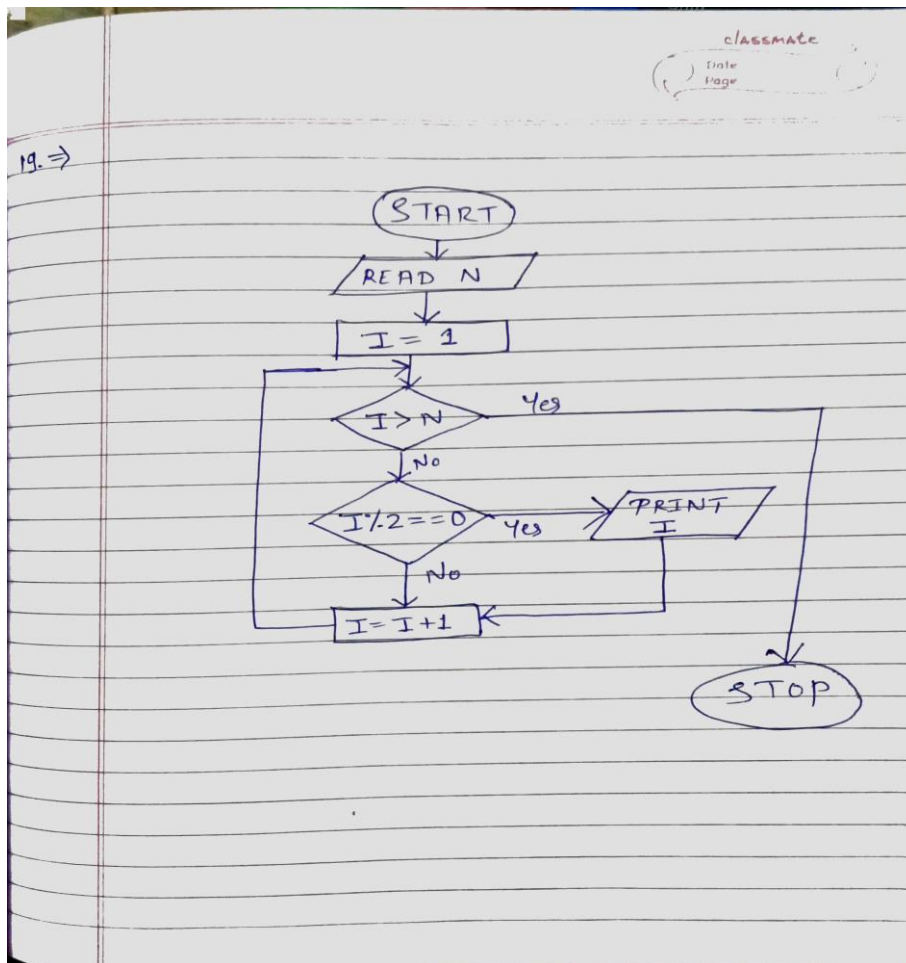 classmate
Date
Page
19. ⇒
START
READ N
I = 1
I > N
Yes
No
I % 2 == 0
Yes
PRINT
I
No
I = I + 1
STOP